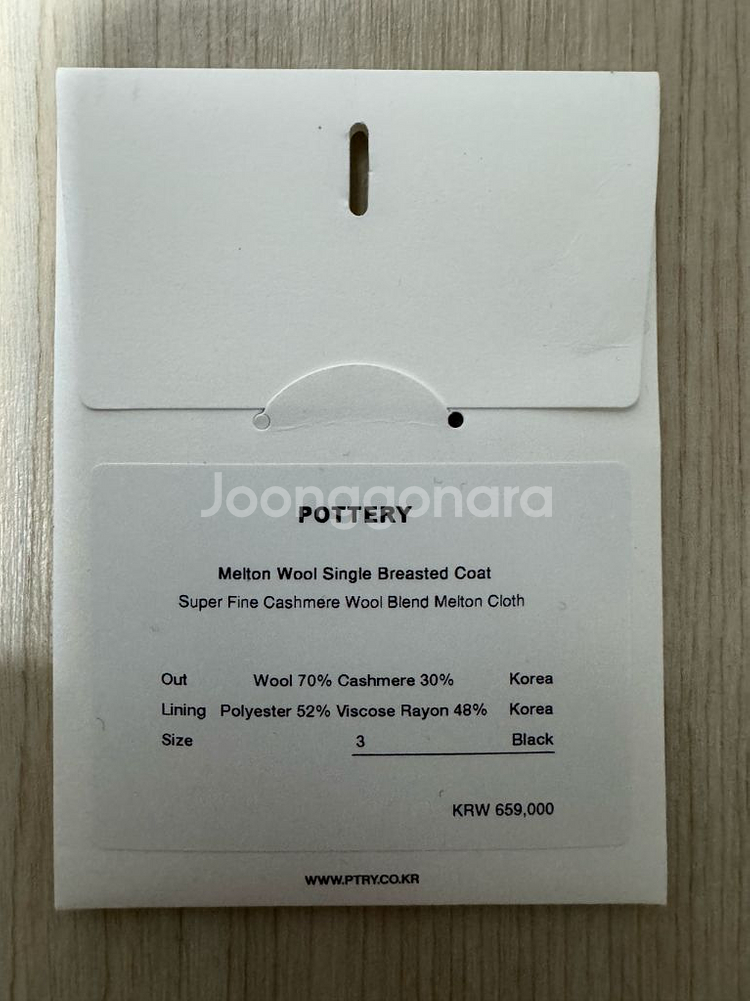 Joonggonara
POTTERY
Melton Wool Single Breasted Coat
Super Fine Cashmere Wool Blend Melton Cloth
Out Wool 70% Cashmere 30% Korea
Lining Polyester 52% Viscose Rayon 48% Korea
Size 3 Black
KRW 659,000
WWW.PTRY.CO.KR